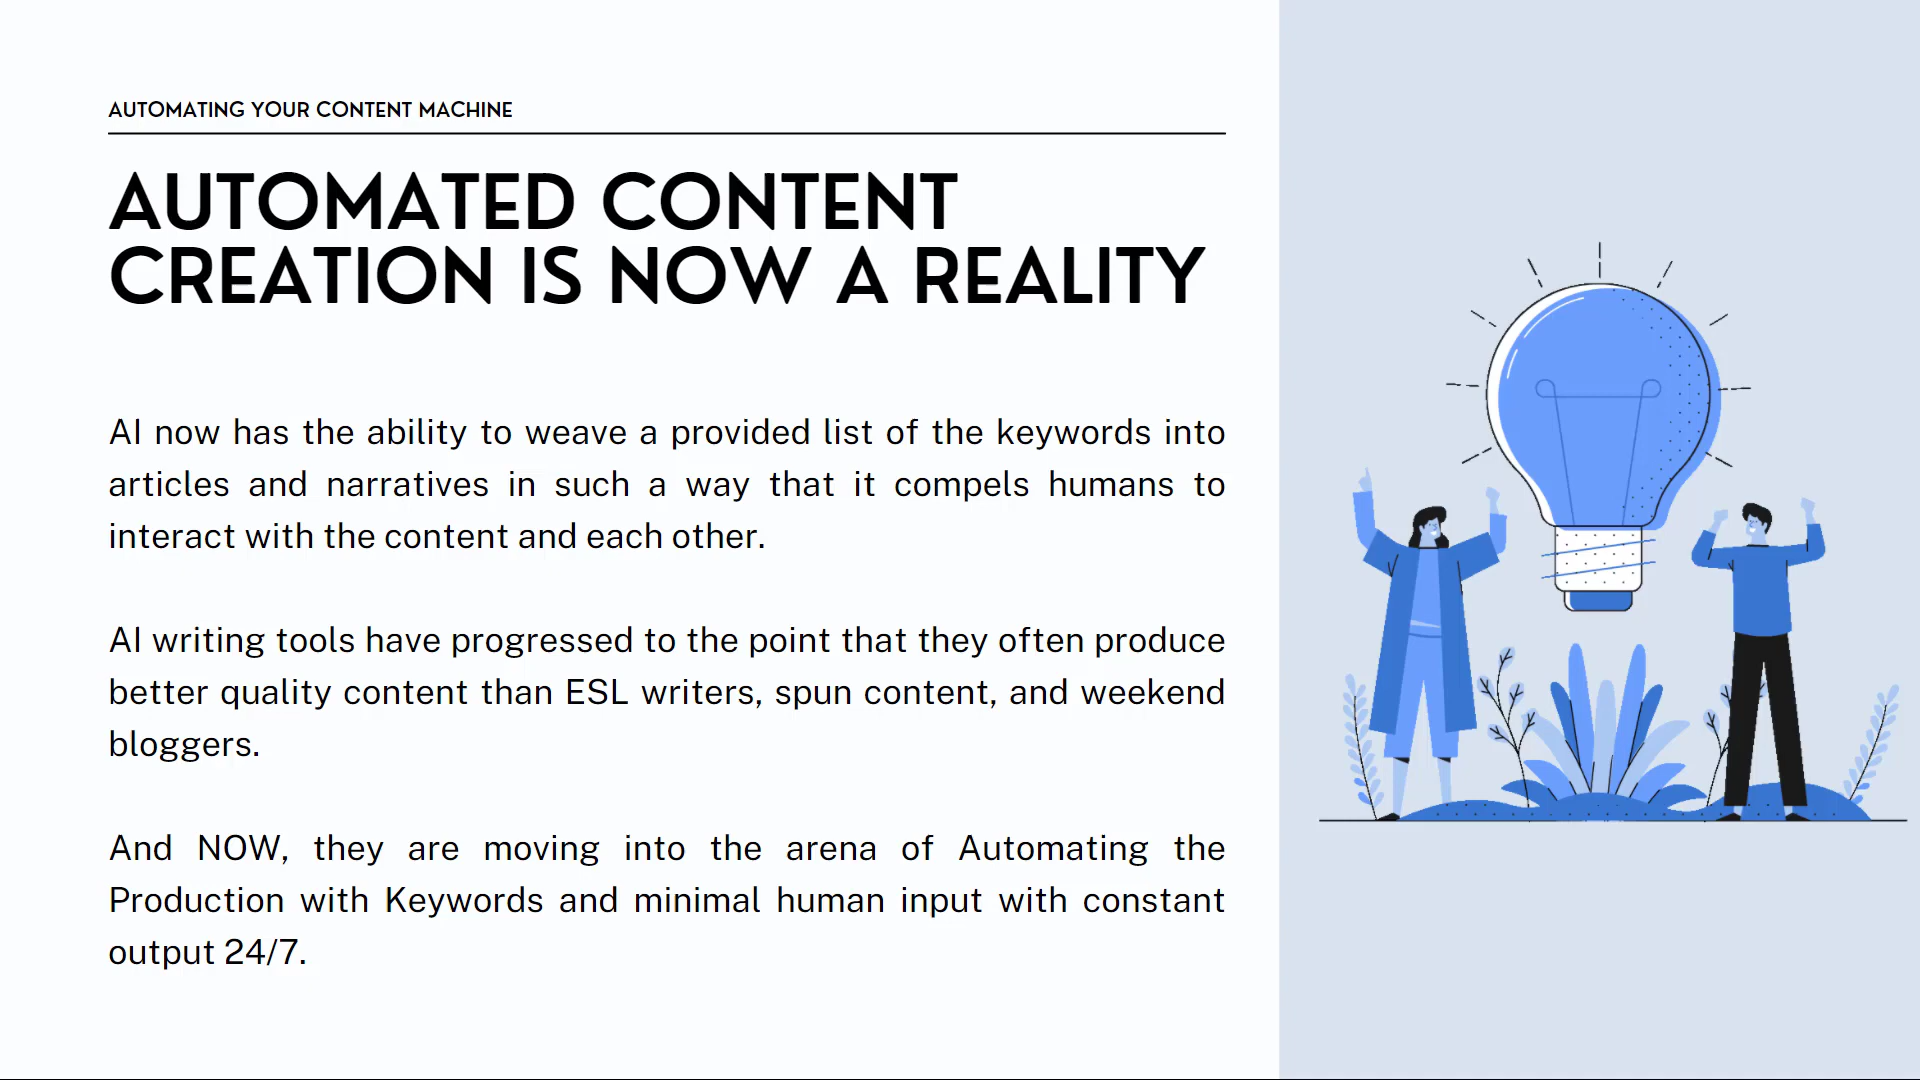 AUTOMATING YOUR CONTENT MACHINE
AUTOMATED CONTENT
CREATION IS NOW A REALITY
AI now has the ability to weave a provided list of the keywords into
articles and narratives in such a way that it compels humans to
interact with the content and each other.
AI writing tools have progressed to the point that they often produce
better quality content than ESL writers, spun content, and weekend
bloggers.
And NOW, they are moving into the arena of Automating the
Production with Keywords and minimal human input with constant
output 24/7.